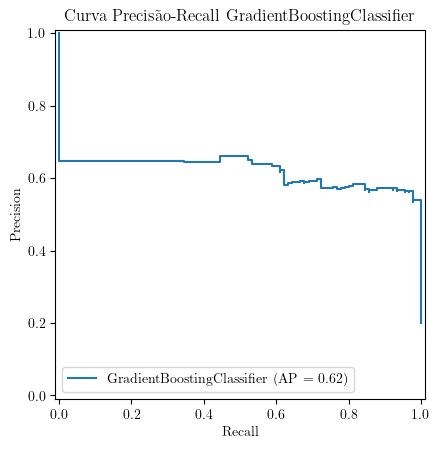 Curva Precisão-Recall GradientBoostingClassifier
1.0
0.8
0.6
0.4
0.2
0.0
Precision
GradientBoostingClassifier (AP = 0.62)
0.0 0.2 0.4 0.6 0.8 1.0
Recall